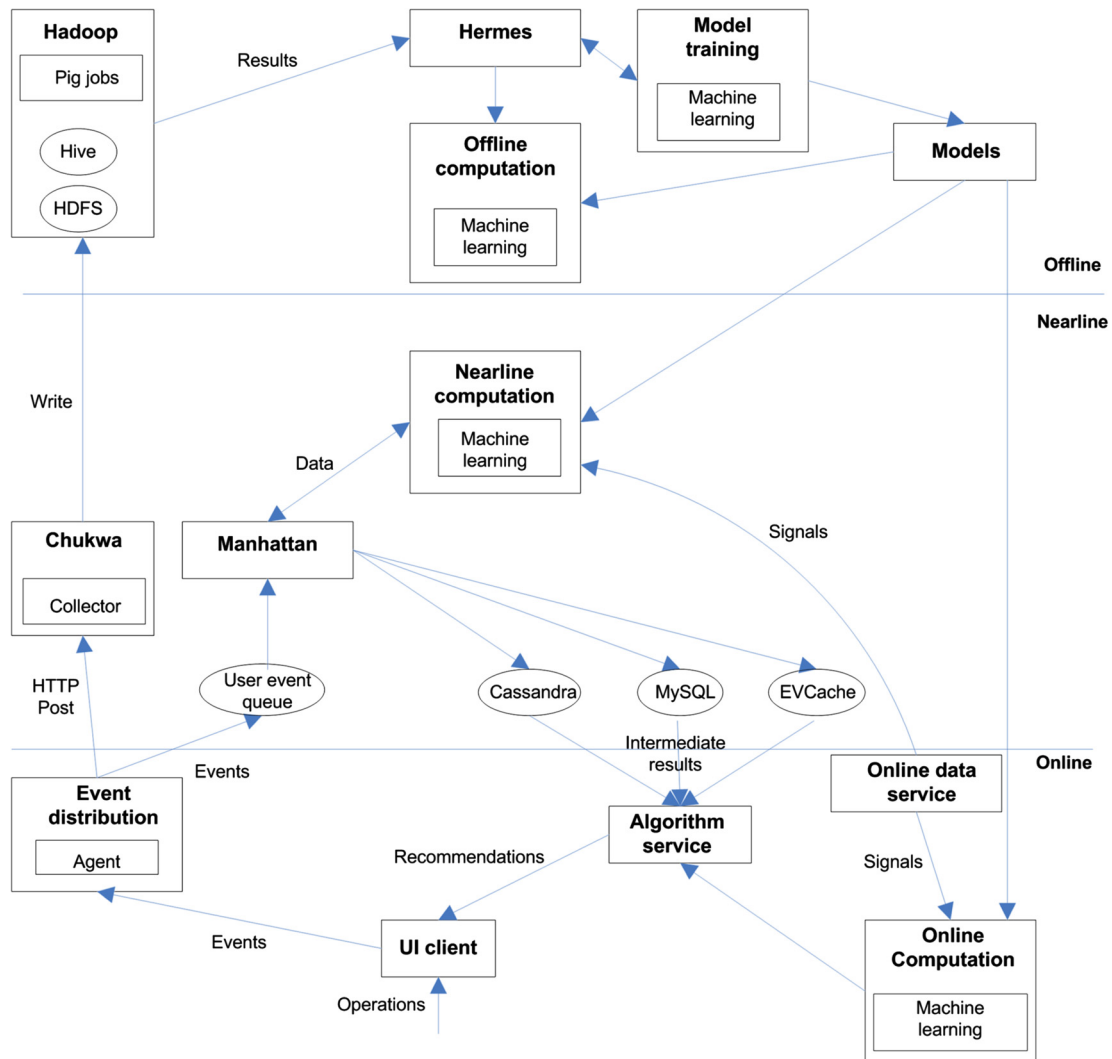 Hadoop
Pig jobs
Hive
HDFS
Results
Hermes
Model
training
Machine
learning
Offline
computation
Machine
learning
Models
Offline
Nearline
Nearline
computation
Machine
learning
Write
Data
Signals
Chukwa
Collector
Manhattan
HTTP
Post
User event
queue
Cassandra
MySQL
EVCache
Events
Intermediate
results
Online
Event
distribution
Agent
Online data
service
Algorithm
service
Recommendations
Signals
Events
UI client
Operations
Online
Computation
Machine
learning